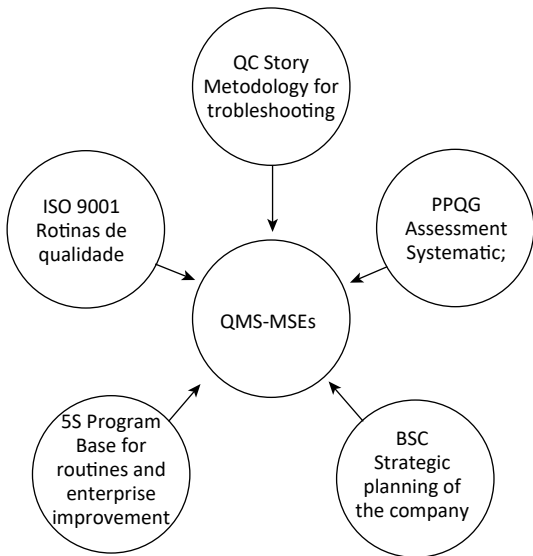 QC Story
Metodology for
trobleshooting
ISO 9001
Rotinas de
qualidade
PPQG
Assessment
Systematic;
QMS-MSEs
5S Program
Base for
routines and
enterprise
improvement
BSC
Strategic
planning of
the company